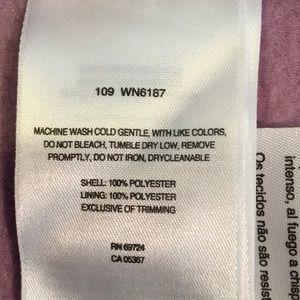 109 WN6187
MACHINE WASH COLD GENTLE, WITH LIKE COLORS,
DO NOT BLEACH, TUMBLE DRY LOW, REMOVE
PROMPTLY, DO NOT IRON, DRYCLEANABLE
SHELL: 100% POLYESTER
LINING: 100% POLYESTER
EXCLUSIVE OF TRIMMING
RN 69724
CA 05367
intenso, al fuego a chisp
Os tecidos não são resist